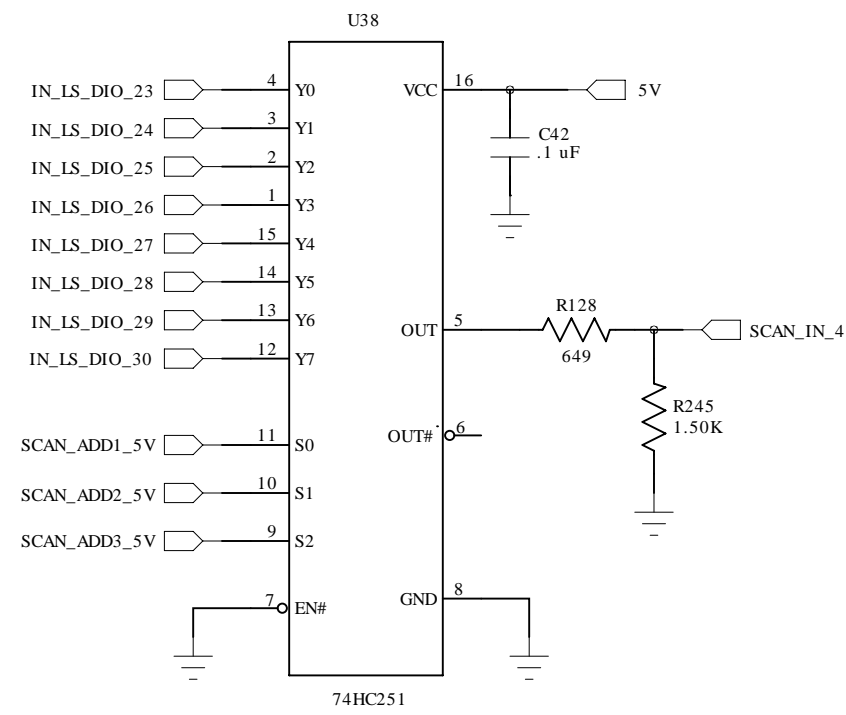 U38
IN_LS_DIO_23 4 Y0 VCC 16 5V
IN_LS_DIO_24 3 Y1
C42
.1 uF
IN_LS_DIO_25 2 Y2
IN_LS_DIO_26 1 Y3
IN_LS_DIO_27 15 Y4
IN_LS_DIO_28 14 Y5
R128
IN_LS_DIO_29 13 Y6 OUT 5 SCAN_IN_4
649
IN_LS_DIO_30 12 Y7
R245
1.50K
OUT# 6
SCAN_ADD1_5V 11 S0
SCAN_ADD2_5V 10 S1
SCAN_ADD3_5V 9 S2
7 EN# GND 8
74HC251